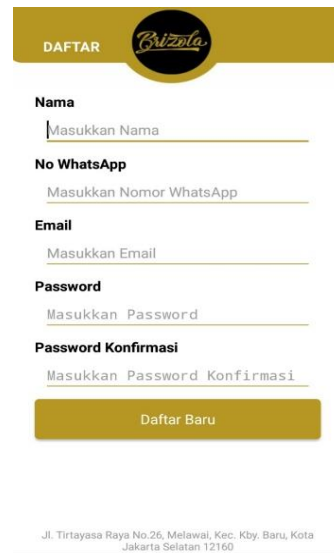 DAFTAR
Brizola
Nama
Masukkan Nama
No WhatsApp
Masukkan Nomor WhatsApp
Email
Masukkan Email
Password
Masukkan Password
Password Konfirmasi
Masukkan Password Konfirmasi
Daftar Baru
Jl. Tirtayasa Raya No.26, Melawai, Kec. Kby. Baru, Kota
Jakarta Selatan 12160